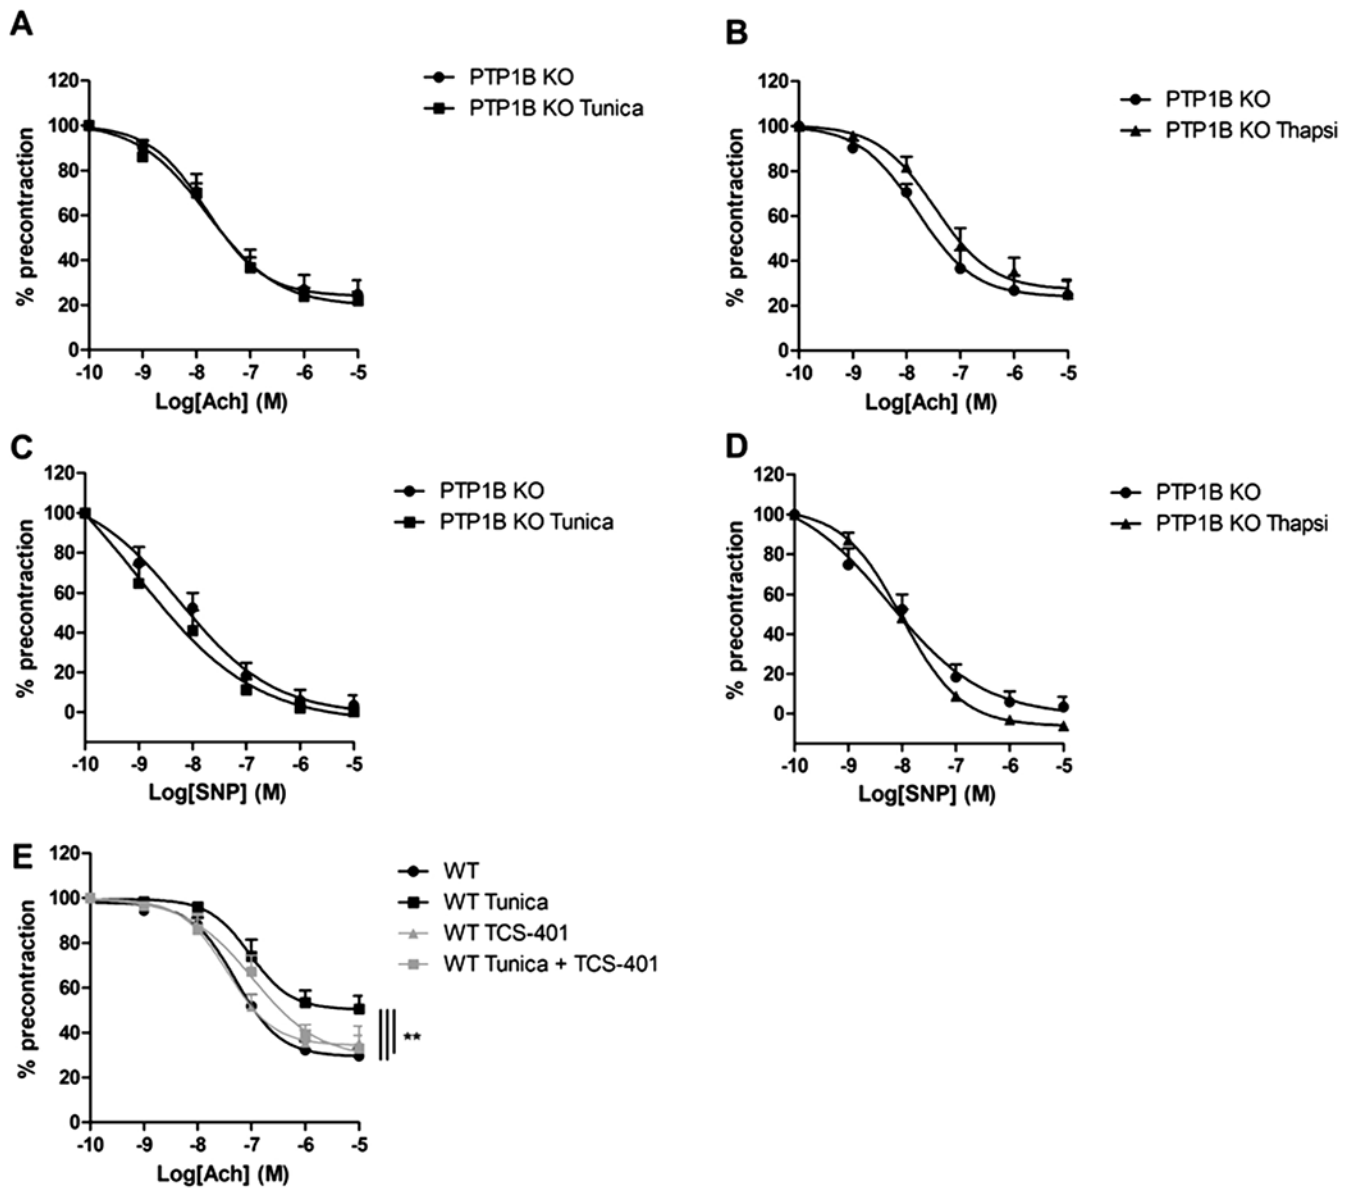 A
120
100
80
60
40
20
0
% precontraction
-10 -9 -8 -7 -6 -5
Log[Ach] (M)
PTP1B KO
PTP1B KO Tunica
B
120
100
80
60
40
20
0
% precontraction
-10 -9 -8 -7 -6 -5
Log[Ach] (M)
PTP1B KO
PTP1B KO Thapsi
C
120
100
80
60
40
20
0
% precontraction
-10 -9 -8 -7 -6 -5
Log[SNP] (M)
PTP1B KO
PTP1B KO Tunica
D
120
100
80
60
40
20
0
% precontraction
-10 -9 -8 -7 -6 -5
Log[SNP] (M)
PTP1B KO
PTP1B KO Thapsi
E
120
100
80
60
40
20
0
% precontraction
-10 -9 -8 -7 -6 -5
Log[Ach] (M)
WT
WT Tunica
WT TCS-401
WT Tunica + TCS-401
**